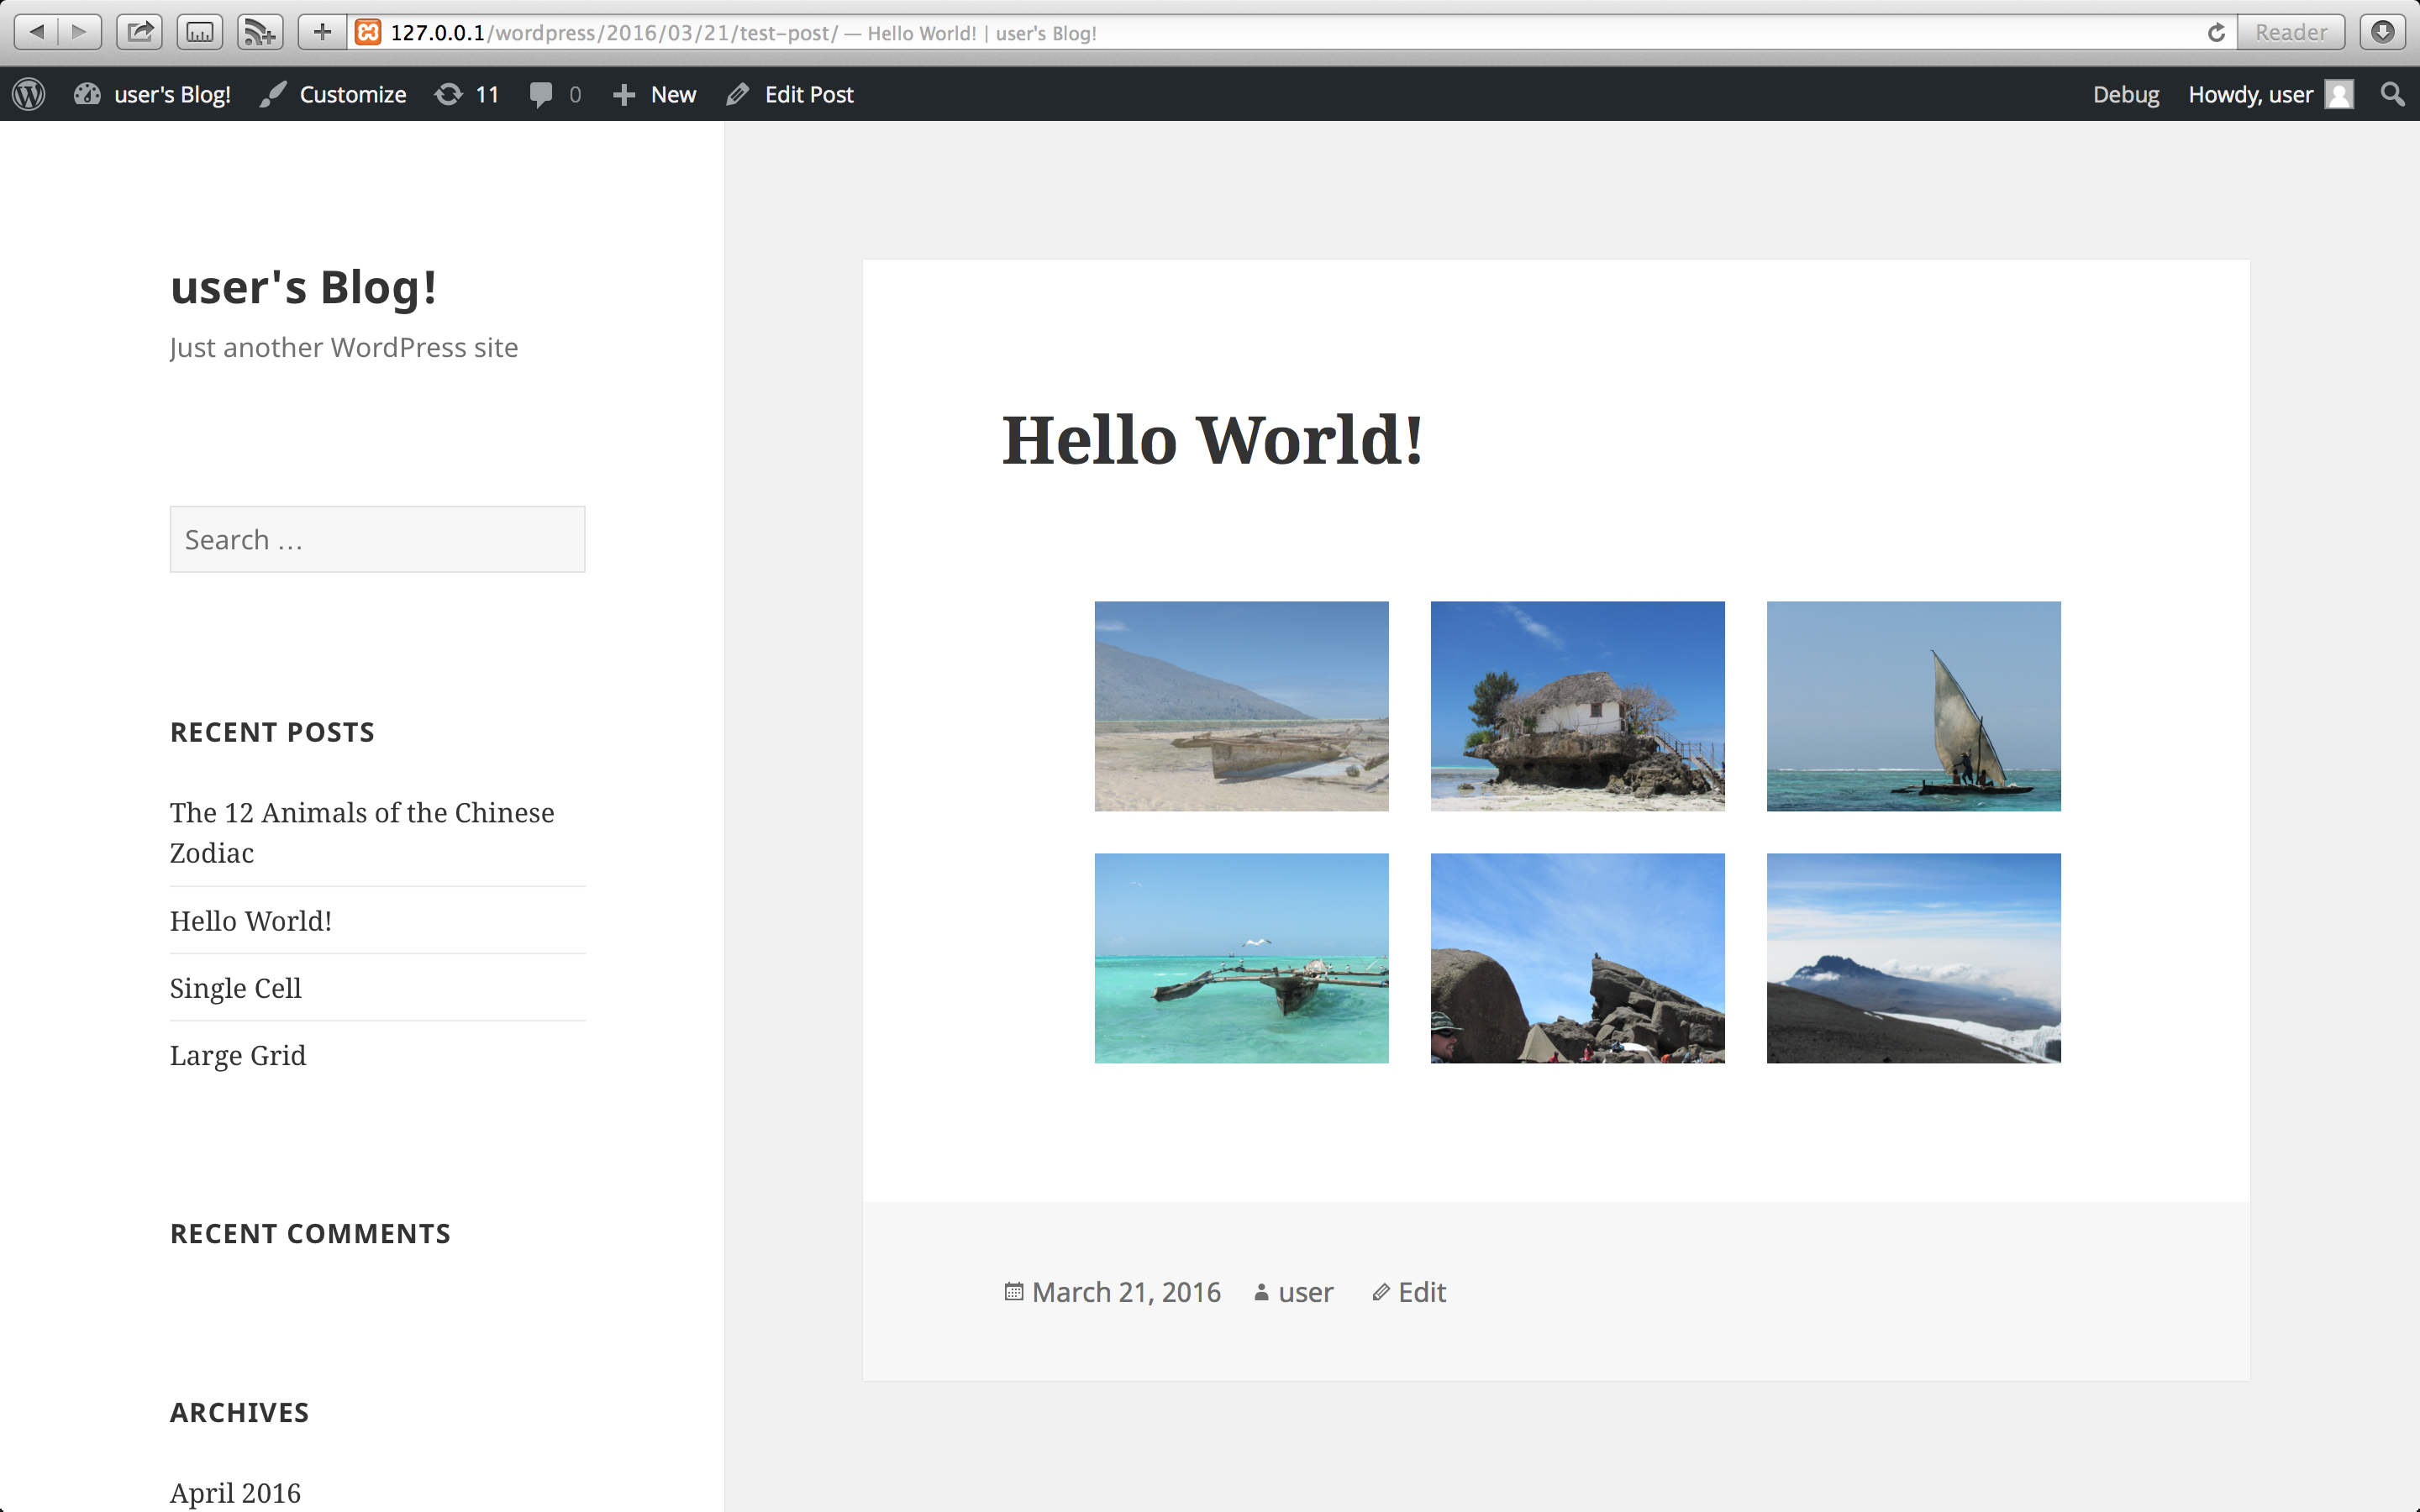 127.0.0.1/wordpress/2016/03/21/test-post/ — Hello World! | user's Blog!
Reader
user's Blog!
Customize
11
0
New
Edit Post
Debug
Howdy, user
user's Blog!
Just another WordPress site
Search …
RECENT POSTS
The 12 Animals of the Chinese
Zodiac
Hello World!
Single Cell
Large Grid
RECENT COMMENTS
ARCHIVES
April 2016
Hello World!
March 21, 2016
user
Edit